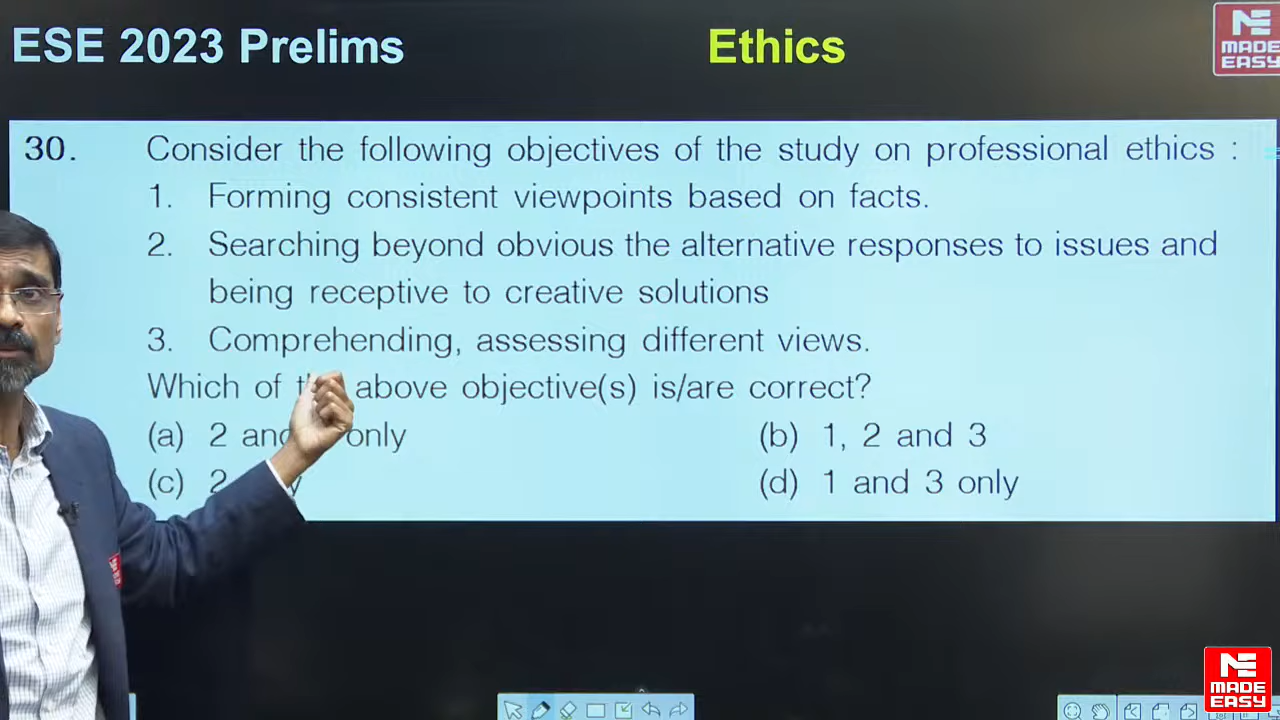 ESE 2023 Prelims
Ethics
NE
MADE
EASY
30. Consider the following objectives of the study on professional ethics :
1. Forming consistent viewpoints based on facts.
2. Searching beyond obvious the alternative responses to issues and
being receptive to creative solutions
3. Comprehending, assessing different views.
Which of above objective(s) is/are correct?
(a) 2 only
(b) 1, 2 and 3
(c) 2
(d) 1 and 3 only
NE
MADE
EASY